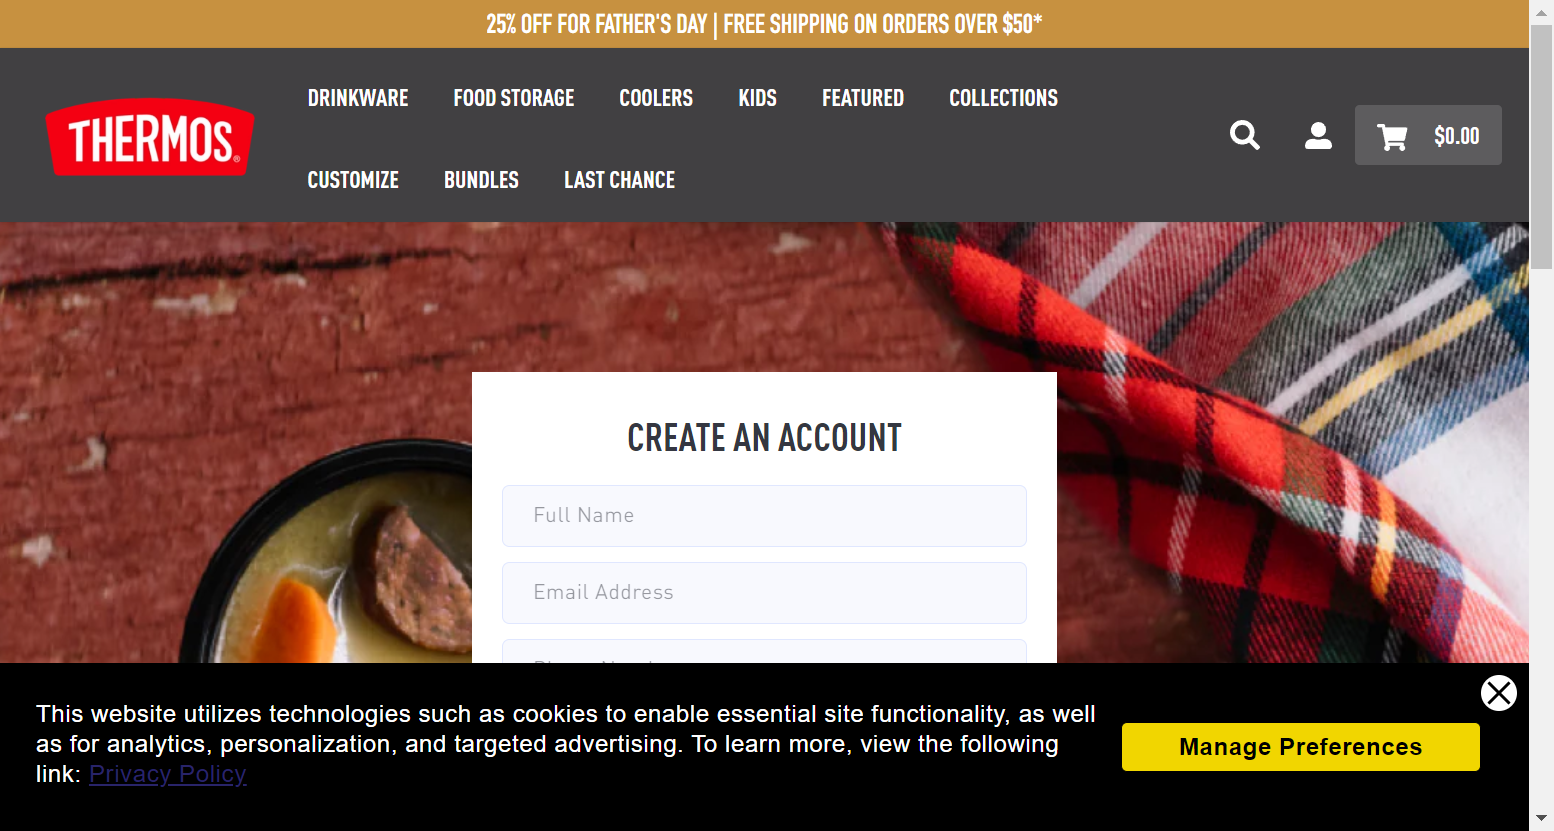 25% OFF FOR FATHER'S DAY | FREE SHIPPING ON ORDERS OVER $50*
DRINKWARE FOOD STORAGE COOLERS KIDS FEATURED COLLECTIONS
THERMOS®
$0.00
CUSTOMIZE BUNDLES LAST CHANCE
CREATE AN ACCOUNT
Full Name
Email Address
This website utilizes technologies such as cookies to enable essential site functionality, as well
as for analytics, personalization, and targeted advertising. To learn more, view the following
link: Privacy Policy
Manage Preferences